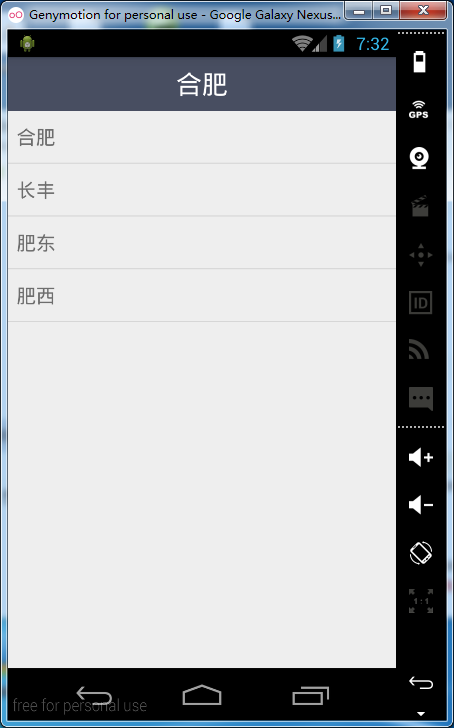 Genymotion for personal use - Google Galaxy Nexus...
7:32
合肥
合肥
长丰
肥东
肥西
GPS
ID
1:1
free for personal use